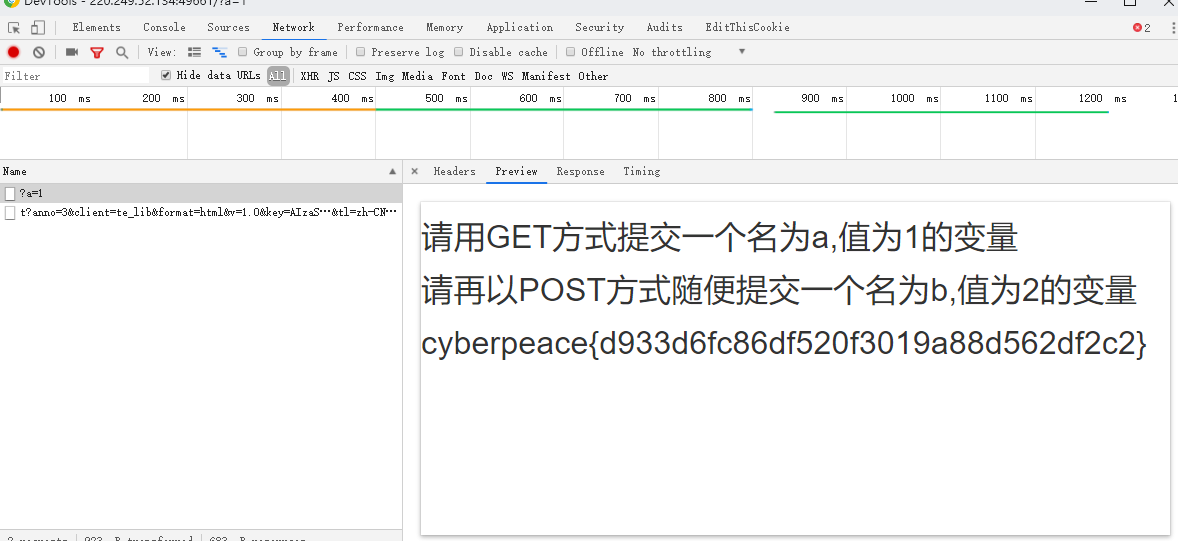 DevTools - 220.249.52.134:49661/?a=1
Elements Console Sources Network Performance Memory Application Security Audits EditThisCookie 2
View: Group by frame Preserve log Disable cache Offline No throttling
Filter Hide data URLs All XHR JS CSS Img Media Font Doc WS Manifest Other
100 ms 200 ms 300 ms 400 ms 500 ms 600 ms 700 ms 800 ms 900 ms 1000 ms 1100 ms 1200 ms 1
Name
Headers Preview Response Timing
?a=1
t?anno=3&client=te_lib&format=html&v=1.0&key=AIzaS…&tl=zh-CN…
请用GET方式提交一个名为a,值为1的变量
请再以POST方式随便提交一个名为b,值为2的变量
cyberpeace{d933d6fc86df520f3019a88d562df2c2}